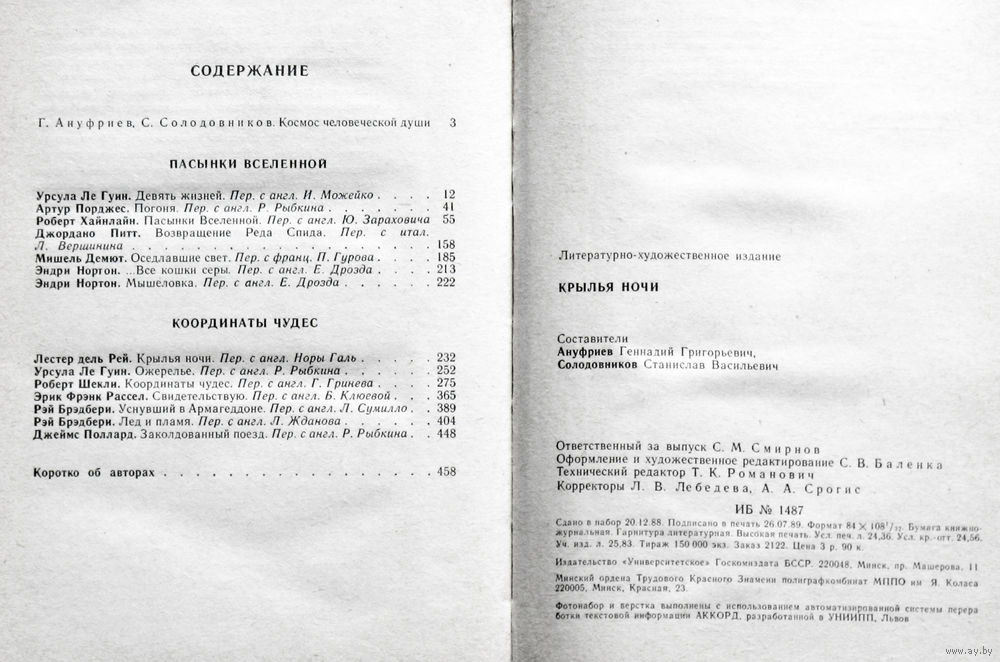 СОДЕРЖАНИЕ
Г. Ануфриев, С. Солодовников. Космос человеческой души 3
ПАСЫНКИ ВСЕЛЕННОЙ
Урсула Ле Гуин. Девять жизней. Пер. с англ. И. Можейко . . . . 12
Артур Порджес. Погоня. Пер. с англ. Р. Рыбкина . . . . . . 41
Роберт Хайнлайн. Пасынки Вселенной. Пер. с англ. Ю. Зараховича 55
Джордано Питт. Возвращение Реда Спида. Пер. с итал.
Л. Вершинина . . . . . . . . . . . . . . . . . . 158
Мишель Демют. Оседлавшие свет. Пер. с франц. П. Гурова . . . . 185
Эндри Нортон. ...Все кошки серы. Пер. с англ. Е. Дрозда . . . . 213
Эндри Нортон. Мышеловка. Пер. с англ. Е. Дрозда . . . . . . 222
КООРДИНАТЫ ЧУДЕС
Лестер дель Рей. Крылья ночи. Пер. с англ. Норы Галь . . . . . 232
Урсула Ле Гуин. Ожерелье. Пер. с англ. Р. Рыбкина . . . . . 252
Роберт Шекли. Координаты чудес. Пер. с англ. Г. Гринева . . . . 275
Эрик Фрэнк Рассел. Свидетельствую. Пер. с англ. Б. Клюевой . . . 365
Рэй Брэдбери. Уснувший в Армагеддоне. Пер. с англ. Л. Сумилло . . 389
Рэй Брэдбери. Лед и пламя. Пер. с англ. Л. Жданова . . . . . 404
Джеймс Поллард. Заколдованный поезд. Пер. с англ. Р. Рыбкина . . 448
Коротко об авторах . . . . . . . . . . . . . . . . 458
Литературно-художественное издание
КРЫЛЬЯ НОЧИ
Составители
Ануфриев Геннадий Григорьевич,
Солодовников Станислав Васильевич
Ответственный за выпуск С. М. Смирнов
Оформление и художественное редактирование С. В. Баленка
Технический редактор Т. К. Романович
Корректоры Л. В. Лебедева, А. А. Срогис
ИБ № 1487
Сдано в набор 20.12.88. Подписано в печать 26.07.89. Формат 84 × 108¹/₃₂. Бумага книжно-
журнальная. Гарнитура литературная. Высокая печать. Усл. печ. л. 24,36. Усл. кр.-отт. 24,56.
Уч. изд. л. 25,83. Тираж 150 000 экз. Заказ 2122. Цена 3 р. 90 к.
Издательство «Университетское» Госкомиздата БССР. 220048, Минск, пр. Машерова, 11
Минский ордена Трудового Красного Знамени полиграфкомбинат МППО им Я. Коласа
220005, Минск, Красная, 23.
Фотонабор и верстка выполнены с использованием автоматизированной системы перера
ботки текстовой информации АККОРД, разработанной в УНИИПП, Львов
www.ay.by